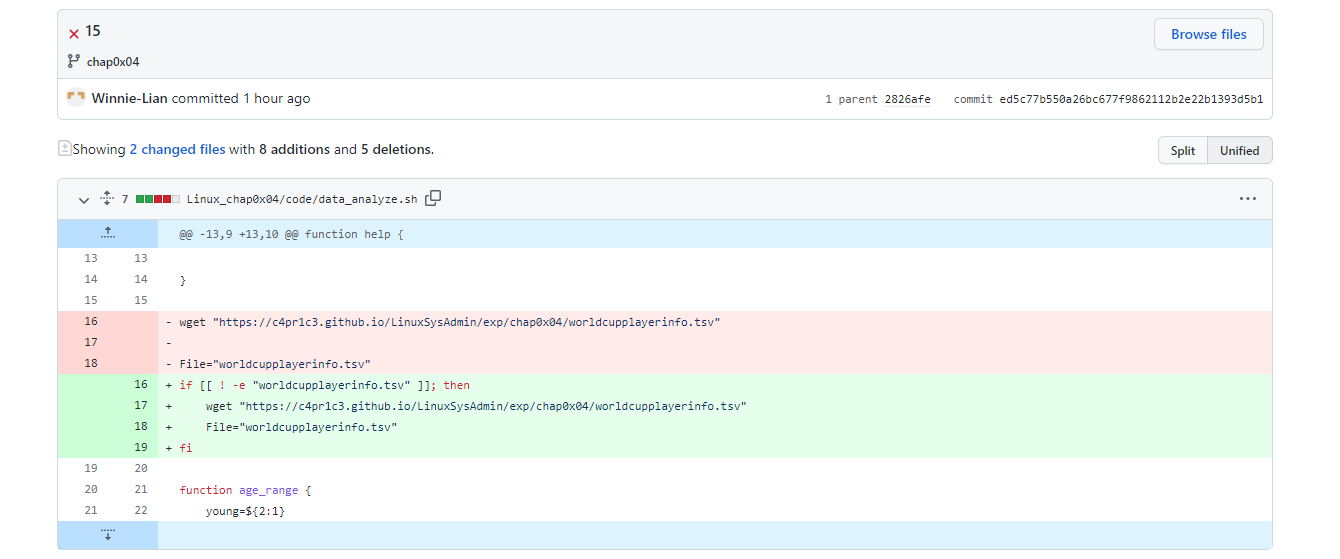 15
Browse files
chap0x04
Winnie-Lian committed 1 hour ago
1 parent 2826afe commit ed5c77b550a26bc677f9862112b2e22b1393d5b1
Showing 2 changed files with 8 additions and 5 deletions.
Split Unified
7 Linux_chap0x04/code/data_analyze.sh
@@ -13,9 +13,10 @@ function help {
13 13
14 14 }
15 15
16 - wget "https://c4pr1c3.github.io/LinuxSysAdmin/exp/chap0x04/worldcupplayerinfo.tsv"
17 -
18 - File="worldcupplayerinfo.tsv"
16 + if [[ ! -e "worldcupplayerinfo.tsv" ]]; then
17 + wget "https://c4pr1c3.github.io/LinuxSysAdmin/exp/chap0x04/worldcupplayerinfo.tsv"
18 + File="worldcupplayerinfo.tsv"
19 + fi
19 20
20 21 function age_range {
21 22 young=${2:1}